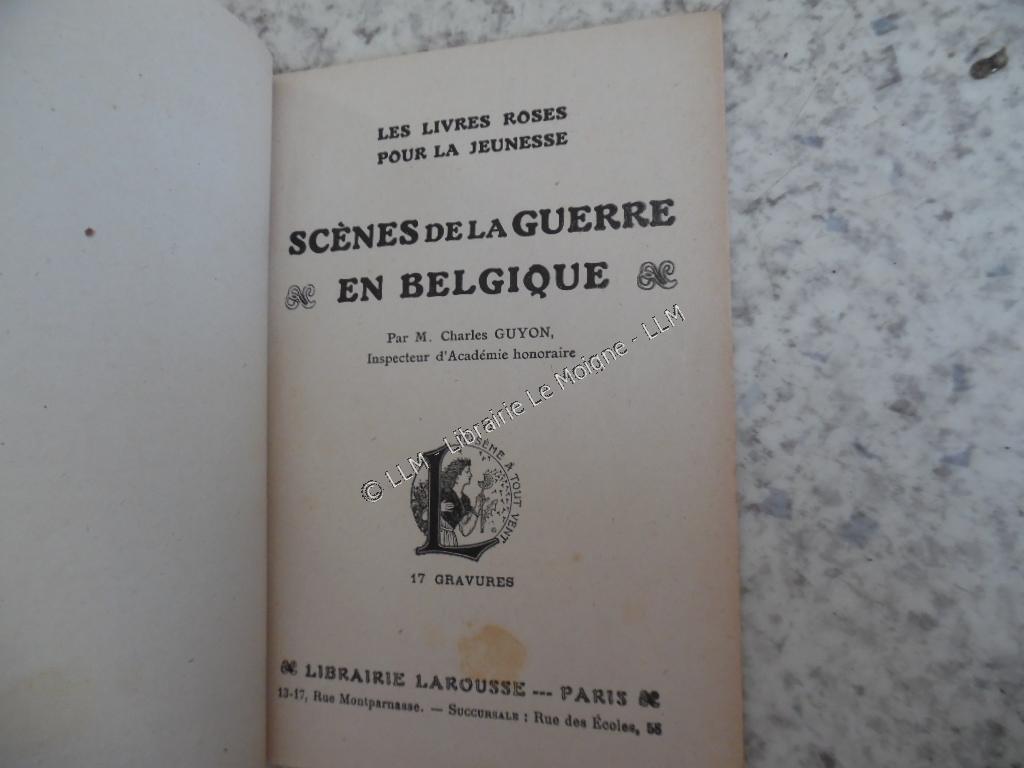 LES LIVRES ROSES
POUR LA JEUNESSE
SCÈNES DE LA GUERRE
EN BELGIQUE
Par M. Charles GUYON,
Inspecteur d'Académie honoraire
© LLM - Librairie Le Moigne - LLM
SÈME À TOUT VENT
L
17 GRAVURES
LIBRAIRIE LAROUSSE --- PARIS
13-17, Rue Montparnasse. — SUCCURSALE : Rue des Écoles, 58